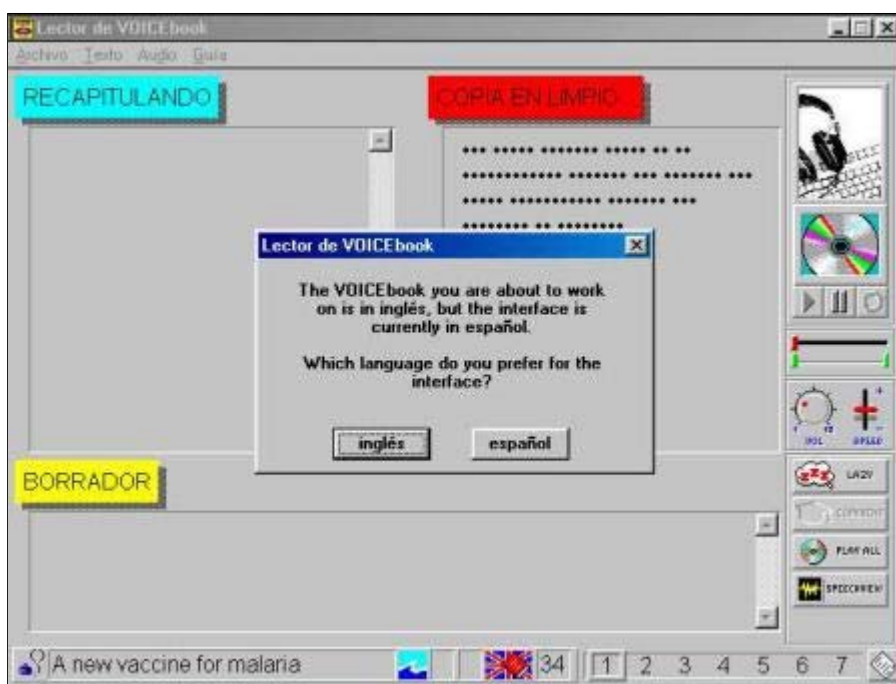 Lector de VOICEbook
Archivo Texto Audio Guía
RECAPITULANDO
COPIA EN LIMPIO
Lector de VOICEbook
The VOICEbook you are about to work
on is in inglés, but the interface is
currently in español.
Which language do you prefer for the
interface?
inglés español
VOL SPEED
BORRADOR
LAZY
PLAY ALL
SPEECHVIEW
A new vaccine for malaria 34 1 2 3 4 5 6 7